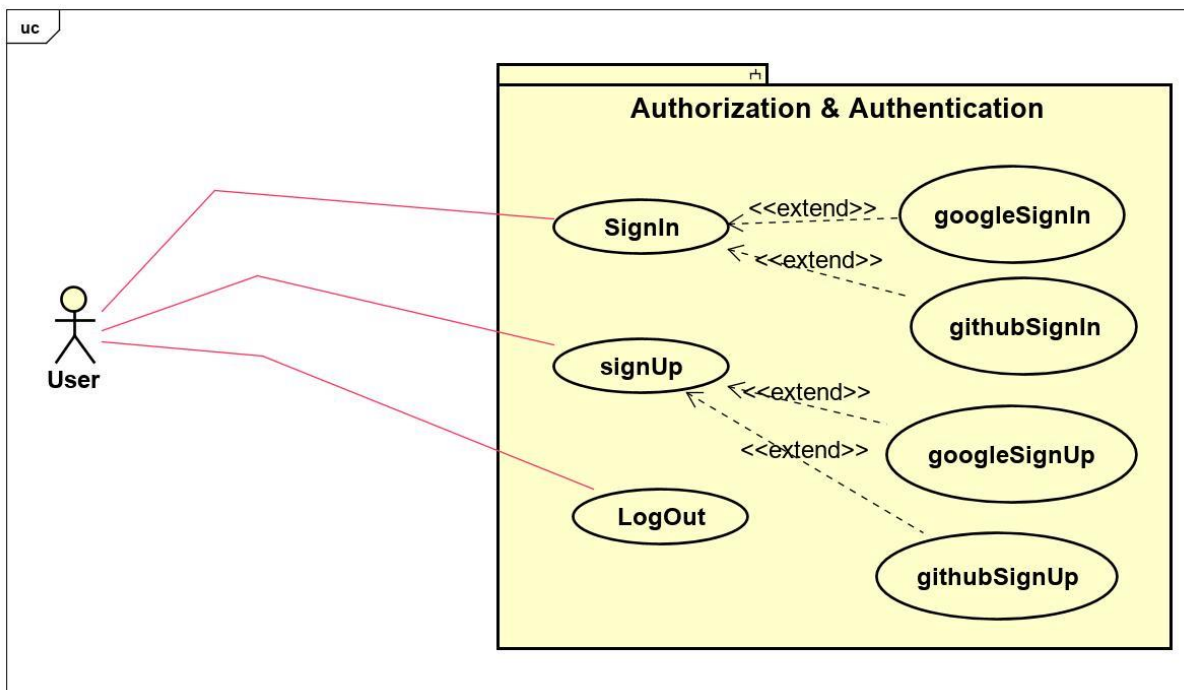 uc
Authorization & Authentication
SignIn
<<extend>>
googleSignIn
<<extend>>
githubSignIn
User
signUp
<<extend>>
googleSignUp
<<extend>>
LogOut
githubSignUp